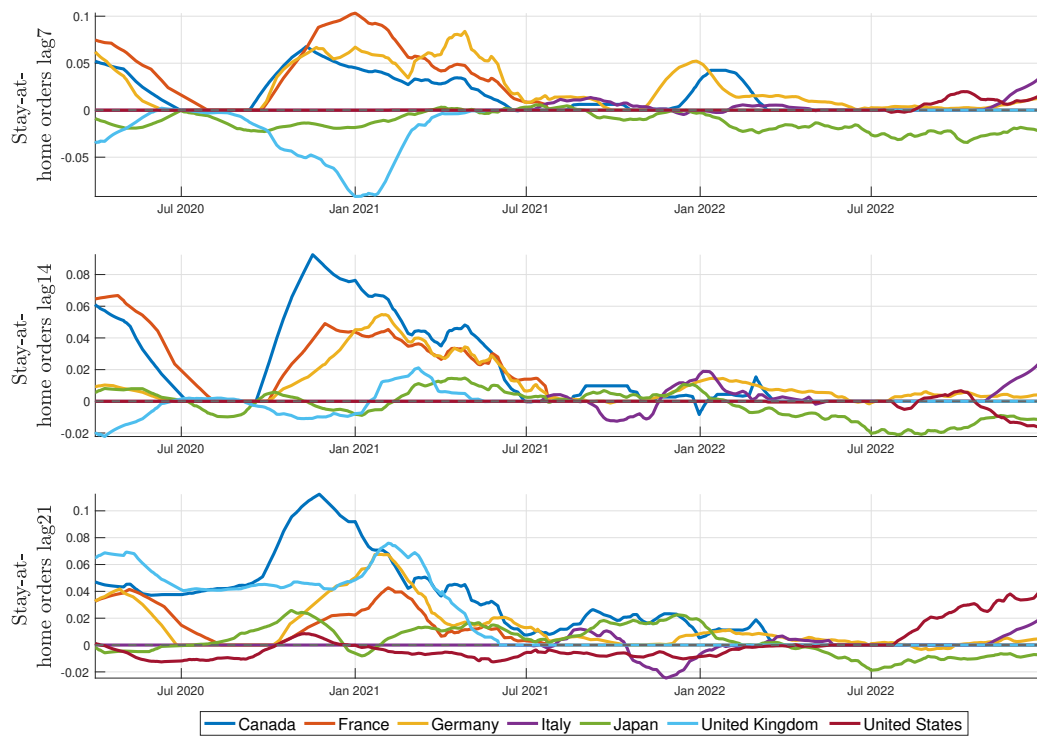 Stay-at-
home orders lag7
0.1
0.05
0
-0.05
Jul 2020 Jan 2021 Jul 2021 Jan 2022 Jul 2022
Stay-at-
home orders lag14
0.08
0.06
0.04
0.02
0
-0.02
Jul 2020 Jan 2021 Jul 2021 Jan 2022 Jul 2022
Stay-at-
home orders lag21
0.1
0.08
0.06
0.04
0.02
0
-0.02
Jul 2020 Jan 2021 Jul 2021 Jan 2022 Jul 2022
Canada France Germany Italy Japan United Kingdom United States